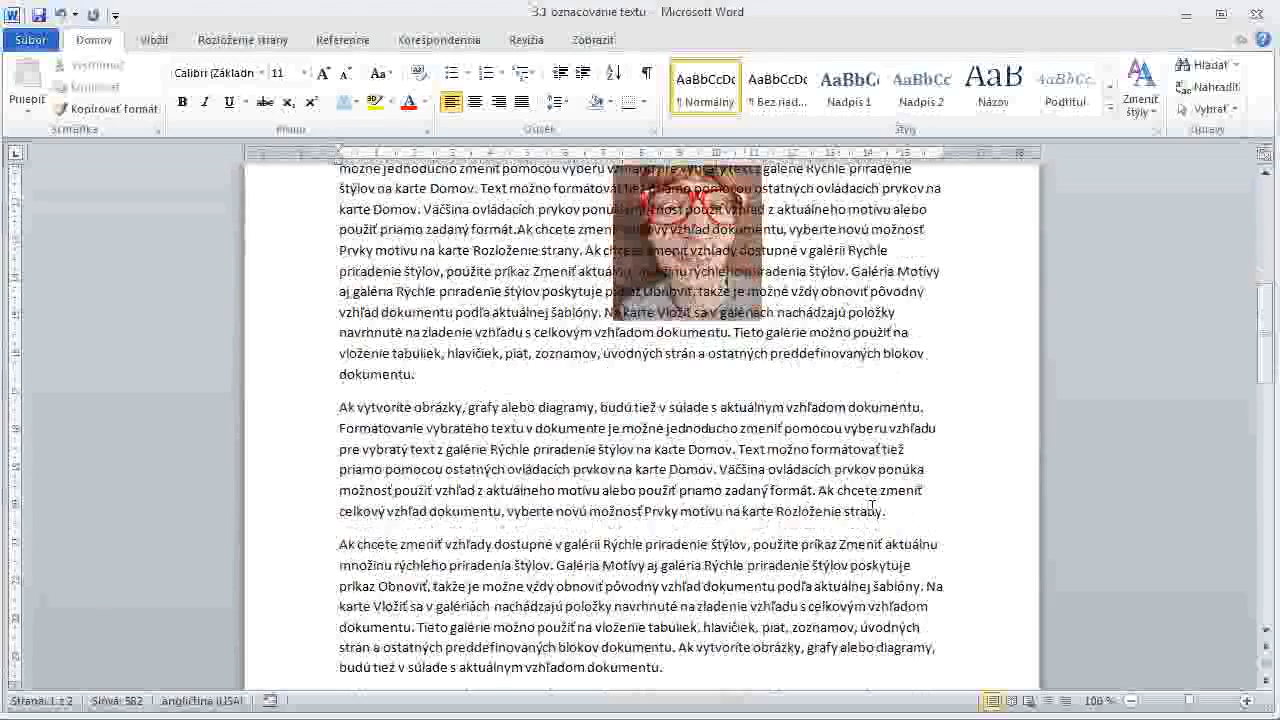 3.1 označovanie textu - Microsoft Word
Súbor Domov Vložiť Rozloženie strany Referencie Korešpondencia Revízia Zobraziť
Prilepiť
Vystrihnúť
Kopírovať
Kopírovať formát
Schránka
Calibri (Základn 11
Písmo
Odsek
AaBbCcDc AaBbCcDc AaBbC AaBbCc AaB AaBbCc.
¶ Normálny ¶ Bez riad... Nadpis 1 Nadpis 2 Názov Podtitul
Zmeniť štýly
Štýly
Hľadať
Nahradiť
Vybrať
Úpravy
možné jednoducho zmeniť pomocou výberu vzhľadu pre vybratý text z galérie Rýchle priradenie
štýlov na karte Domov. Text možno formátovať tiež priamo pomocou ostatných ovládacích prvkov na
karte Domov. Väčšina ovládacích prvkov ponúka možnosť použiť vzhľad z aktuálneho motívu alebo
použiť priamo zadaný formát.Ak chcete zmeniť celkový vzhľad dokumentu, vyberte novú možnosť
Prvky motívu na karte Rozloženie strany. Ak chcete zmeniť vzhľady dostupné v galérii Rýchle
priradenie štýlov, použite príkaz Zmeniť aktuálnu množinu rýchleho priradenia štýlov. Galéria Motívy
aj galéria Rýchle priradenie štýlov poskytuje príkaz Obnoviť, takže je možné vždy obnoviť pôvodný
vzhľad dokumentu podľa aktuálnej šablóny. Na karte Vložiť sa v galériách nachádzajú položky
navrhnuté na zladenie vzhľadu s celkovým vzhľadom dokumentu. Tieto galérie možno použiť na
vloženie tabuliek, hlavičiek, piat, zoznamov, úvodných strán a ostatných preddefinovaných blokov
dokumentu.
Ak vytvoríte obrázky, grafy alebo diagramy, budú tiež v súlade s aktuálnym vzhľadom dokumentu.
Formátovanie vybratého textu v dokumente je možné jednoducho zmeniť pomocou výberu vzhľadu
pre vybratý text z galérie Rýchle priradenie štýlov na karte Domov. Text možno formátovať tiež
priamo pomocou ostatných ovládacích prvkov na karte Domov. Väčšina ovládacích prvkov ponúka
možnosť použiť vzhľad z aktuálneho motívu alebo použiť priamo zadaný formát. Ak chcete zmeniť
celkový vzhľad dokumentu, vyberte novú možnosť Prvky motívu na karte Rozloženie strany.
Ak chcete zmeniť vzhľady dostupné v galérii Rýchle priradenie štýlov, použite príkaz Zmeniť aktuálnu
množinu rýchleho priradenia štýlov. Galéria Motívy aj galéria Rýchle priradenie štýlov poskytuje
príkaz Obnoviť, takže je možné vždy obnoviť pôvodný vzhľad dokumentu podľa aktuálnej šablóny. Na
karte Vložiť sa v galériách nachádzajú položky navrhnuté na zladenie vzhľadu s celkovým vzhľadom
dokumentu. Tieto galérie možno použiť na vloženie tabuliek, hlavičiek, piat, zoznamov, úvodných
strán a ostatných preddefinovaných blokov dokumentu. Ak vytvoríte obrázky, grafy alebo diagramy,
budú tiež v súlade s aktuálnym vzhľadom dokumentu.
Strana: 1 z 2 Slová: 582 angličtina (USA) 100 %